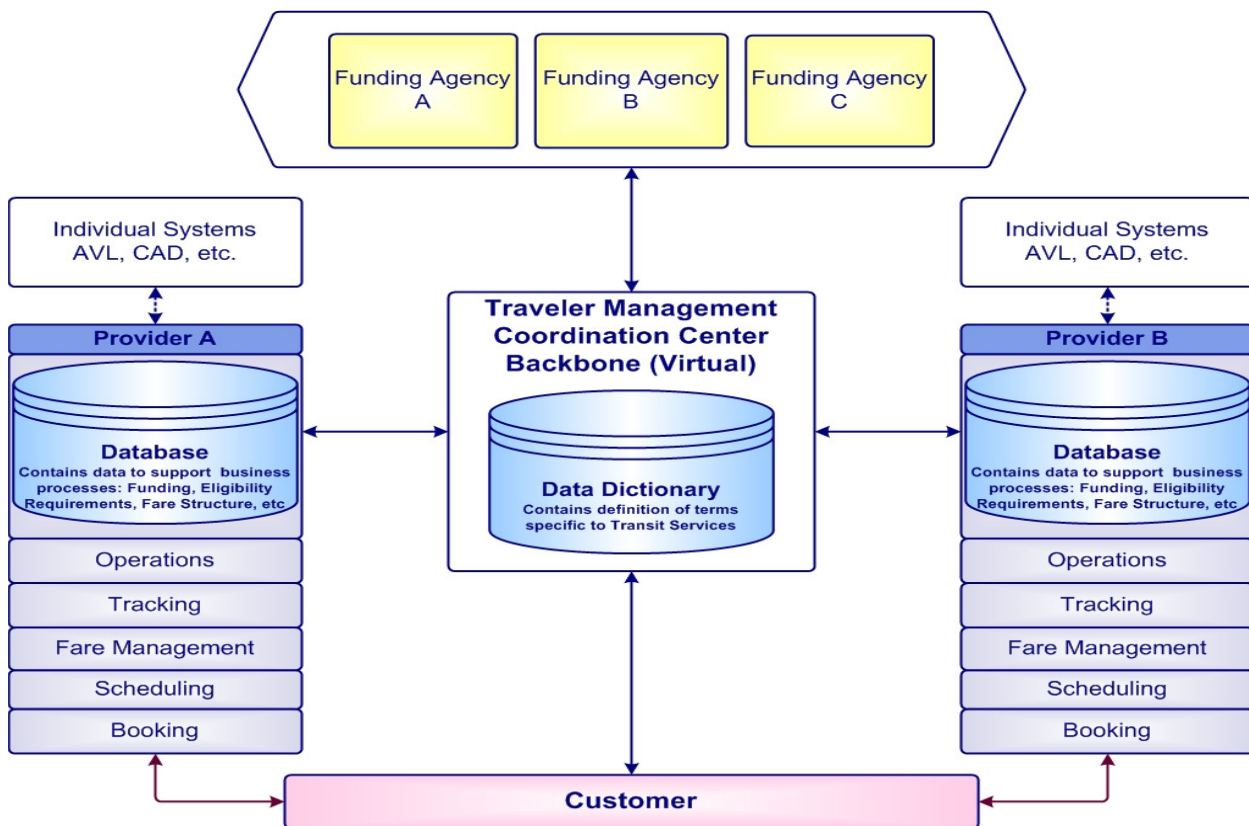 Funding Agency
A
Funding Agency
B
Funding Agency
C
Individual Systems
AVL, CAD, etc.
Provider A
Database
Contains data to support business
processes: Funding, Eligibility
Requirements, Fare Structure, etc
Operations
Tracking
Fare Management
Scheduling
Booking
Traveler Management
Coordination Center
Backbone (Virtual)
Data Dictionary
Contains definition of terms
specific to Transit Services
Individual Systems
AVL, CAD, etc.
Provider B
Database
Contains data to support business
processes: Funding, Eligibility
Requirements, Fare Structure, etc
Operations
Tracking
Fare Management
Scheduling
Booking
Customer